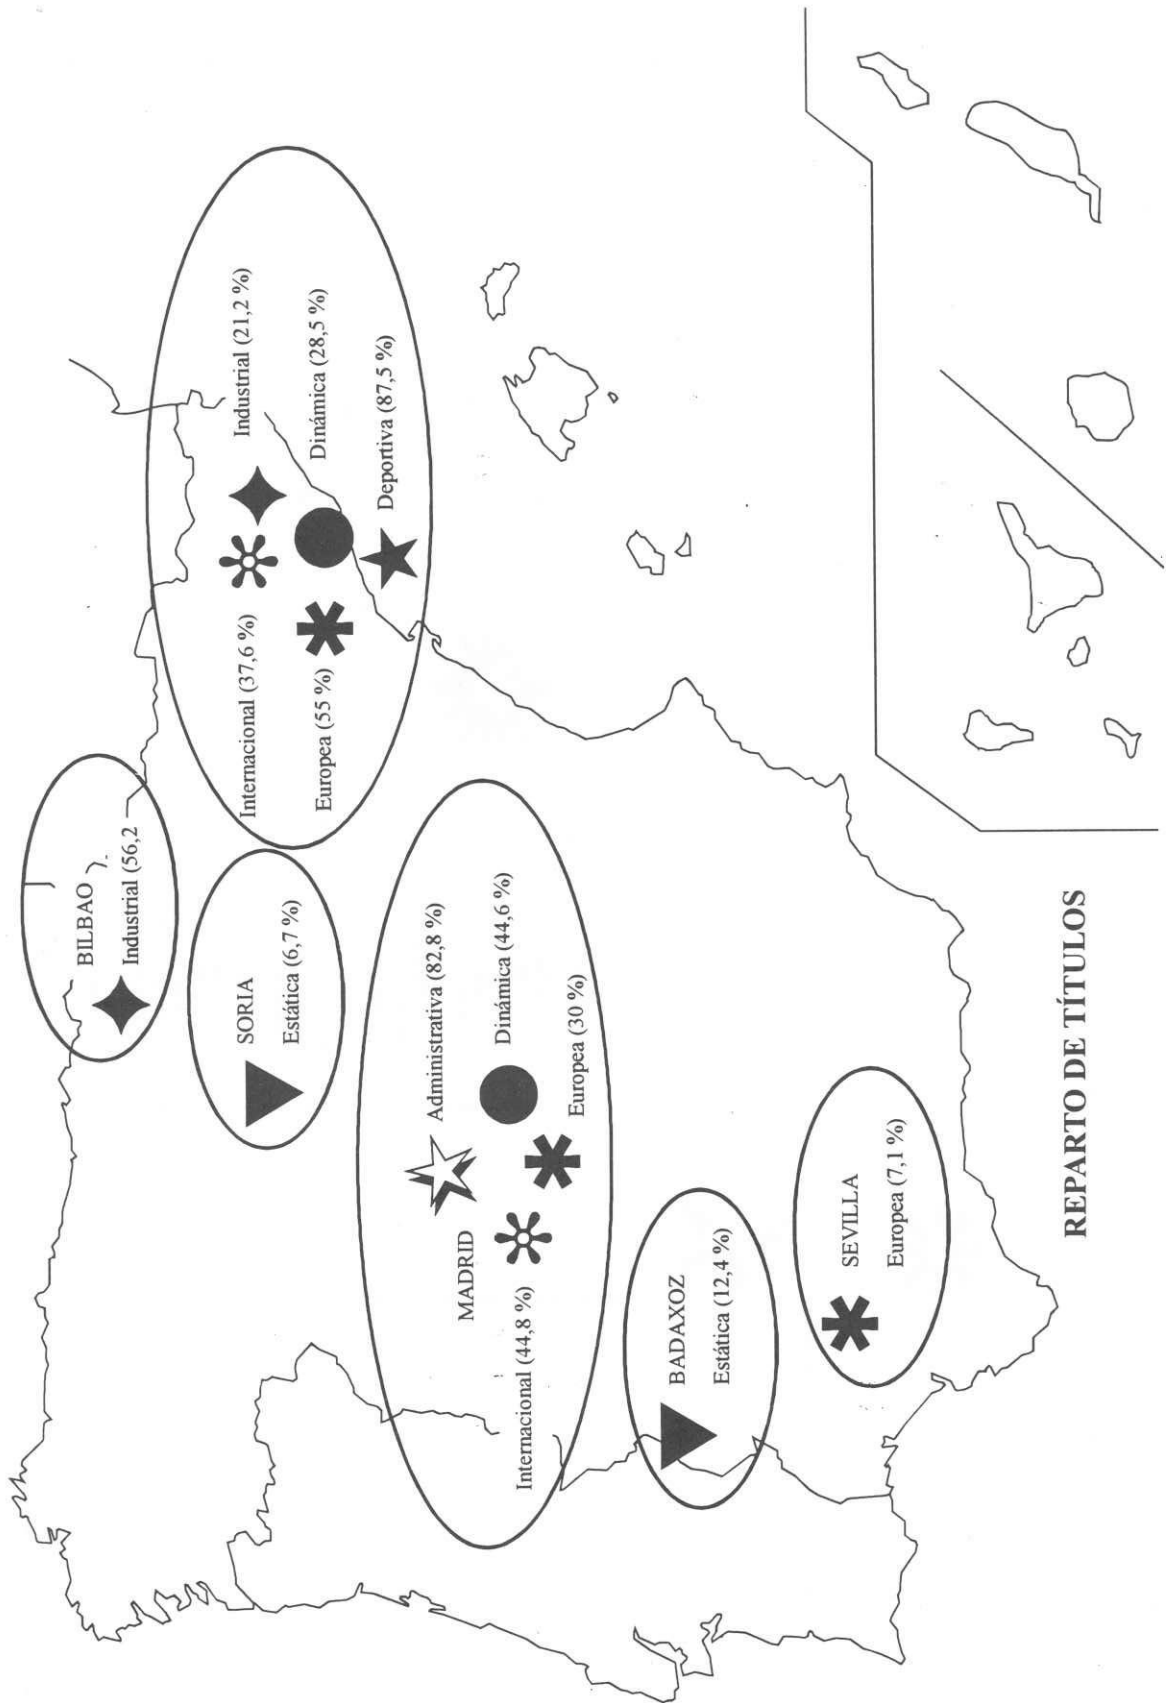 BILBAO
Industrial (56,2
SORIA
Estática (6,7 %)
Internacional (37,6 %)
Industrial (21,2 %)
Europea (55 %)
Dinámica (28,5 %)
Deportiva (87,5 %)
MADRID
Administrativa (82,8 %)
Internacional (44,8 %)
Dinámica (44,6 %)
Europea (30 %)
BADAXOZ
Estática (12,4 %)
SEVILLA
Europea (7,1 %)
REPARTO DE TÍTULOS